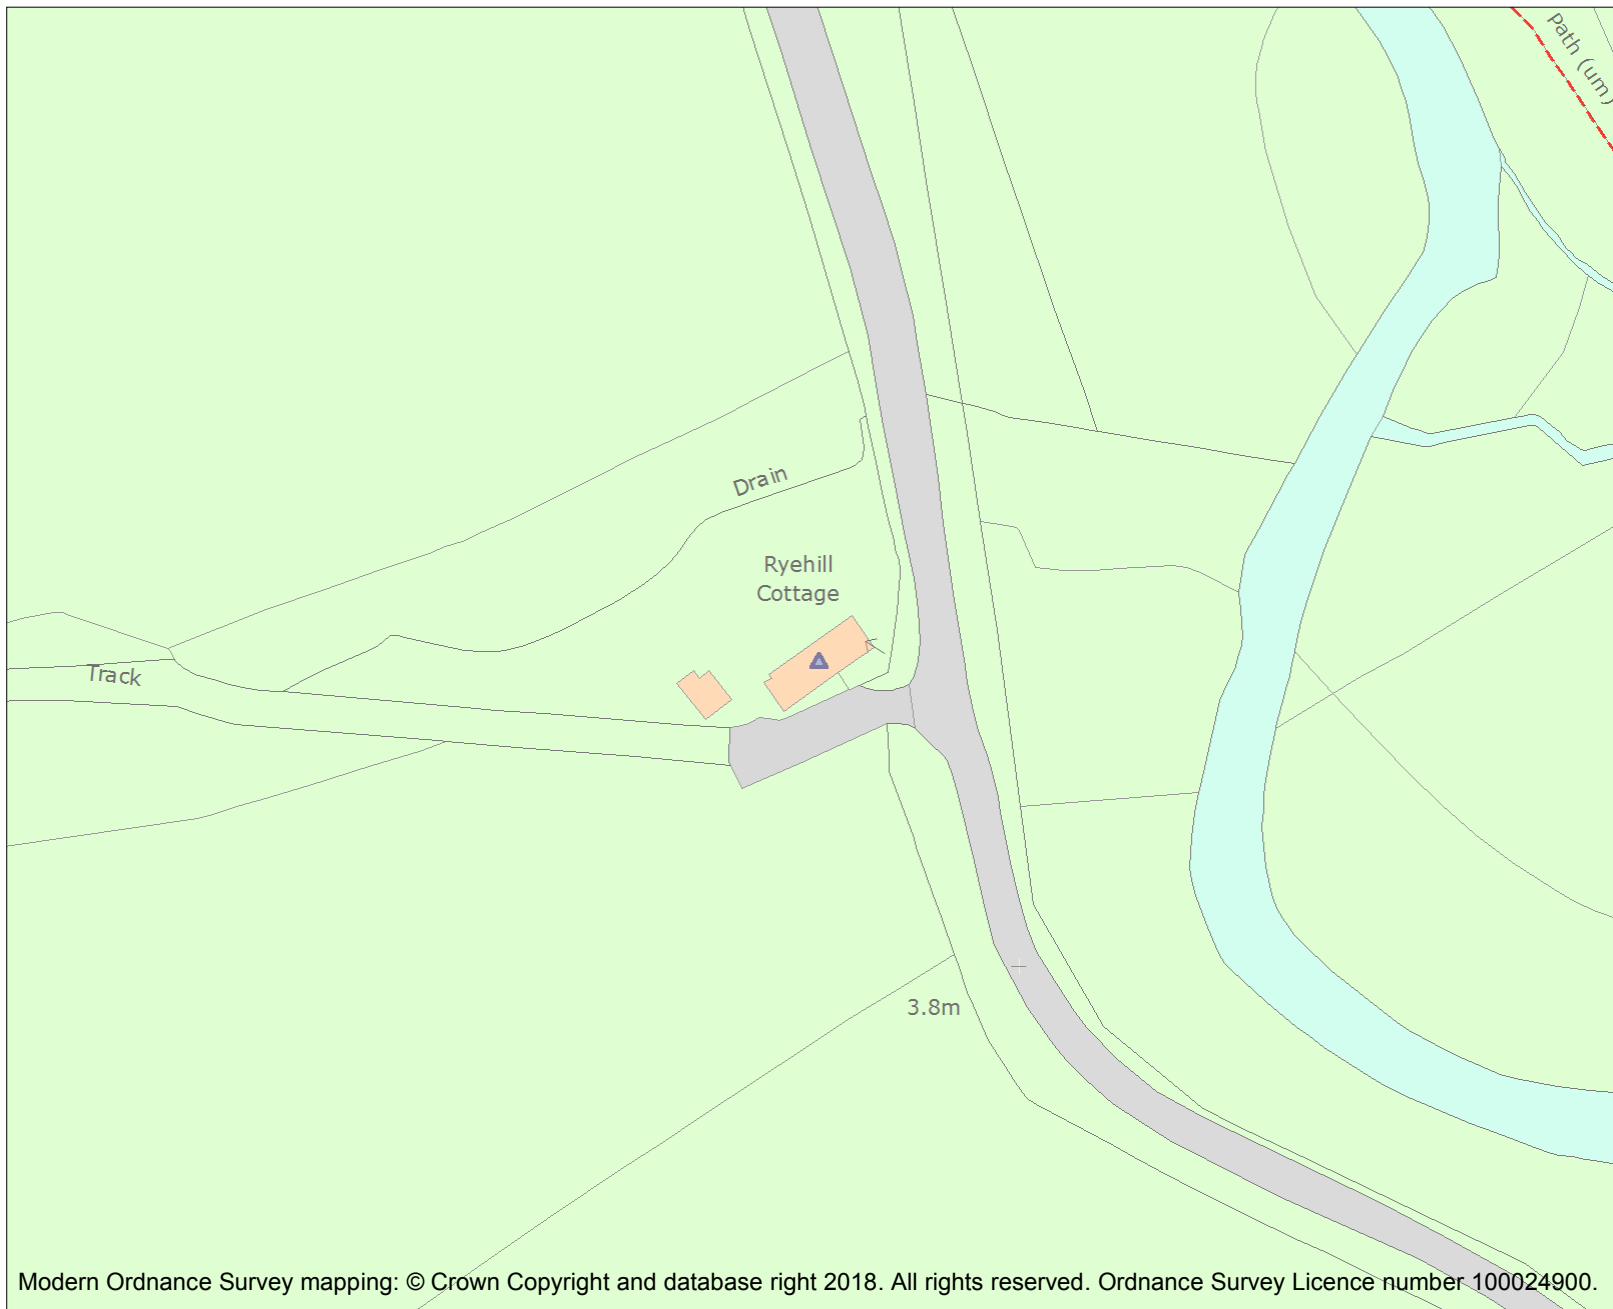 Path (um)
Drain
Ryehill
Cottage
Track
3.8m
Modern Ordnance Survey mapping: © Crown Copyright and database right 2018. All rights reserved. Ordnance Survey Licence number 100024900.